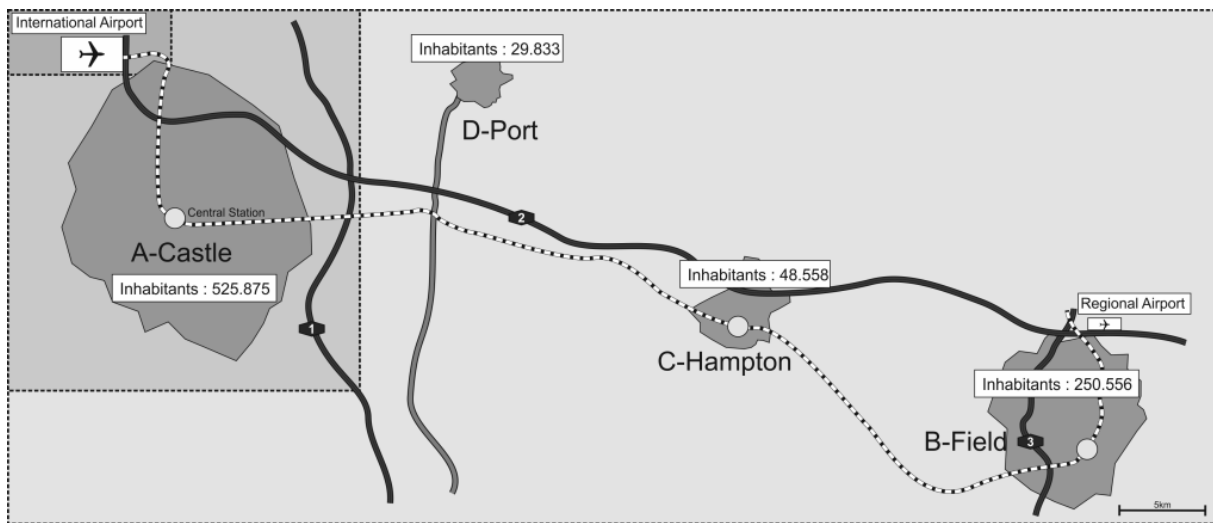 International Airport
Inhabitants : 29.833
D-Port
Central Station
2
A-Castle
Inhabitants : 48.558
Inhabitants : 525.875
Regional Airport
1
C-Hampton
Inhabitants : 250.556
B-Field
3
5km